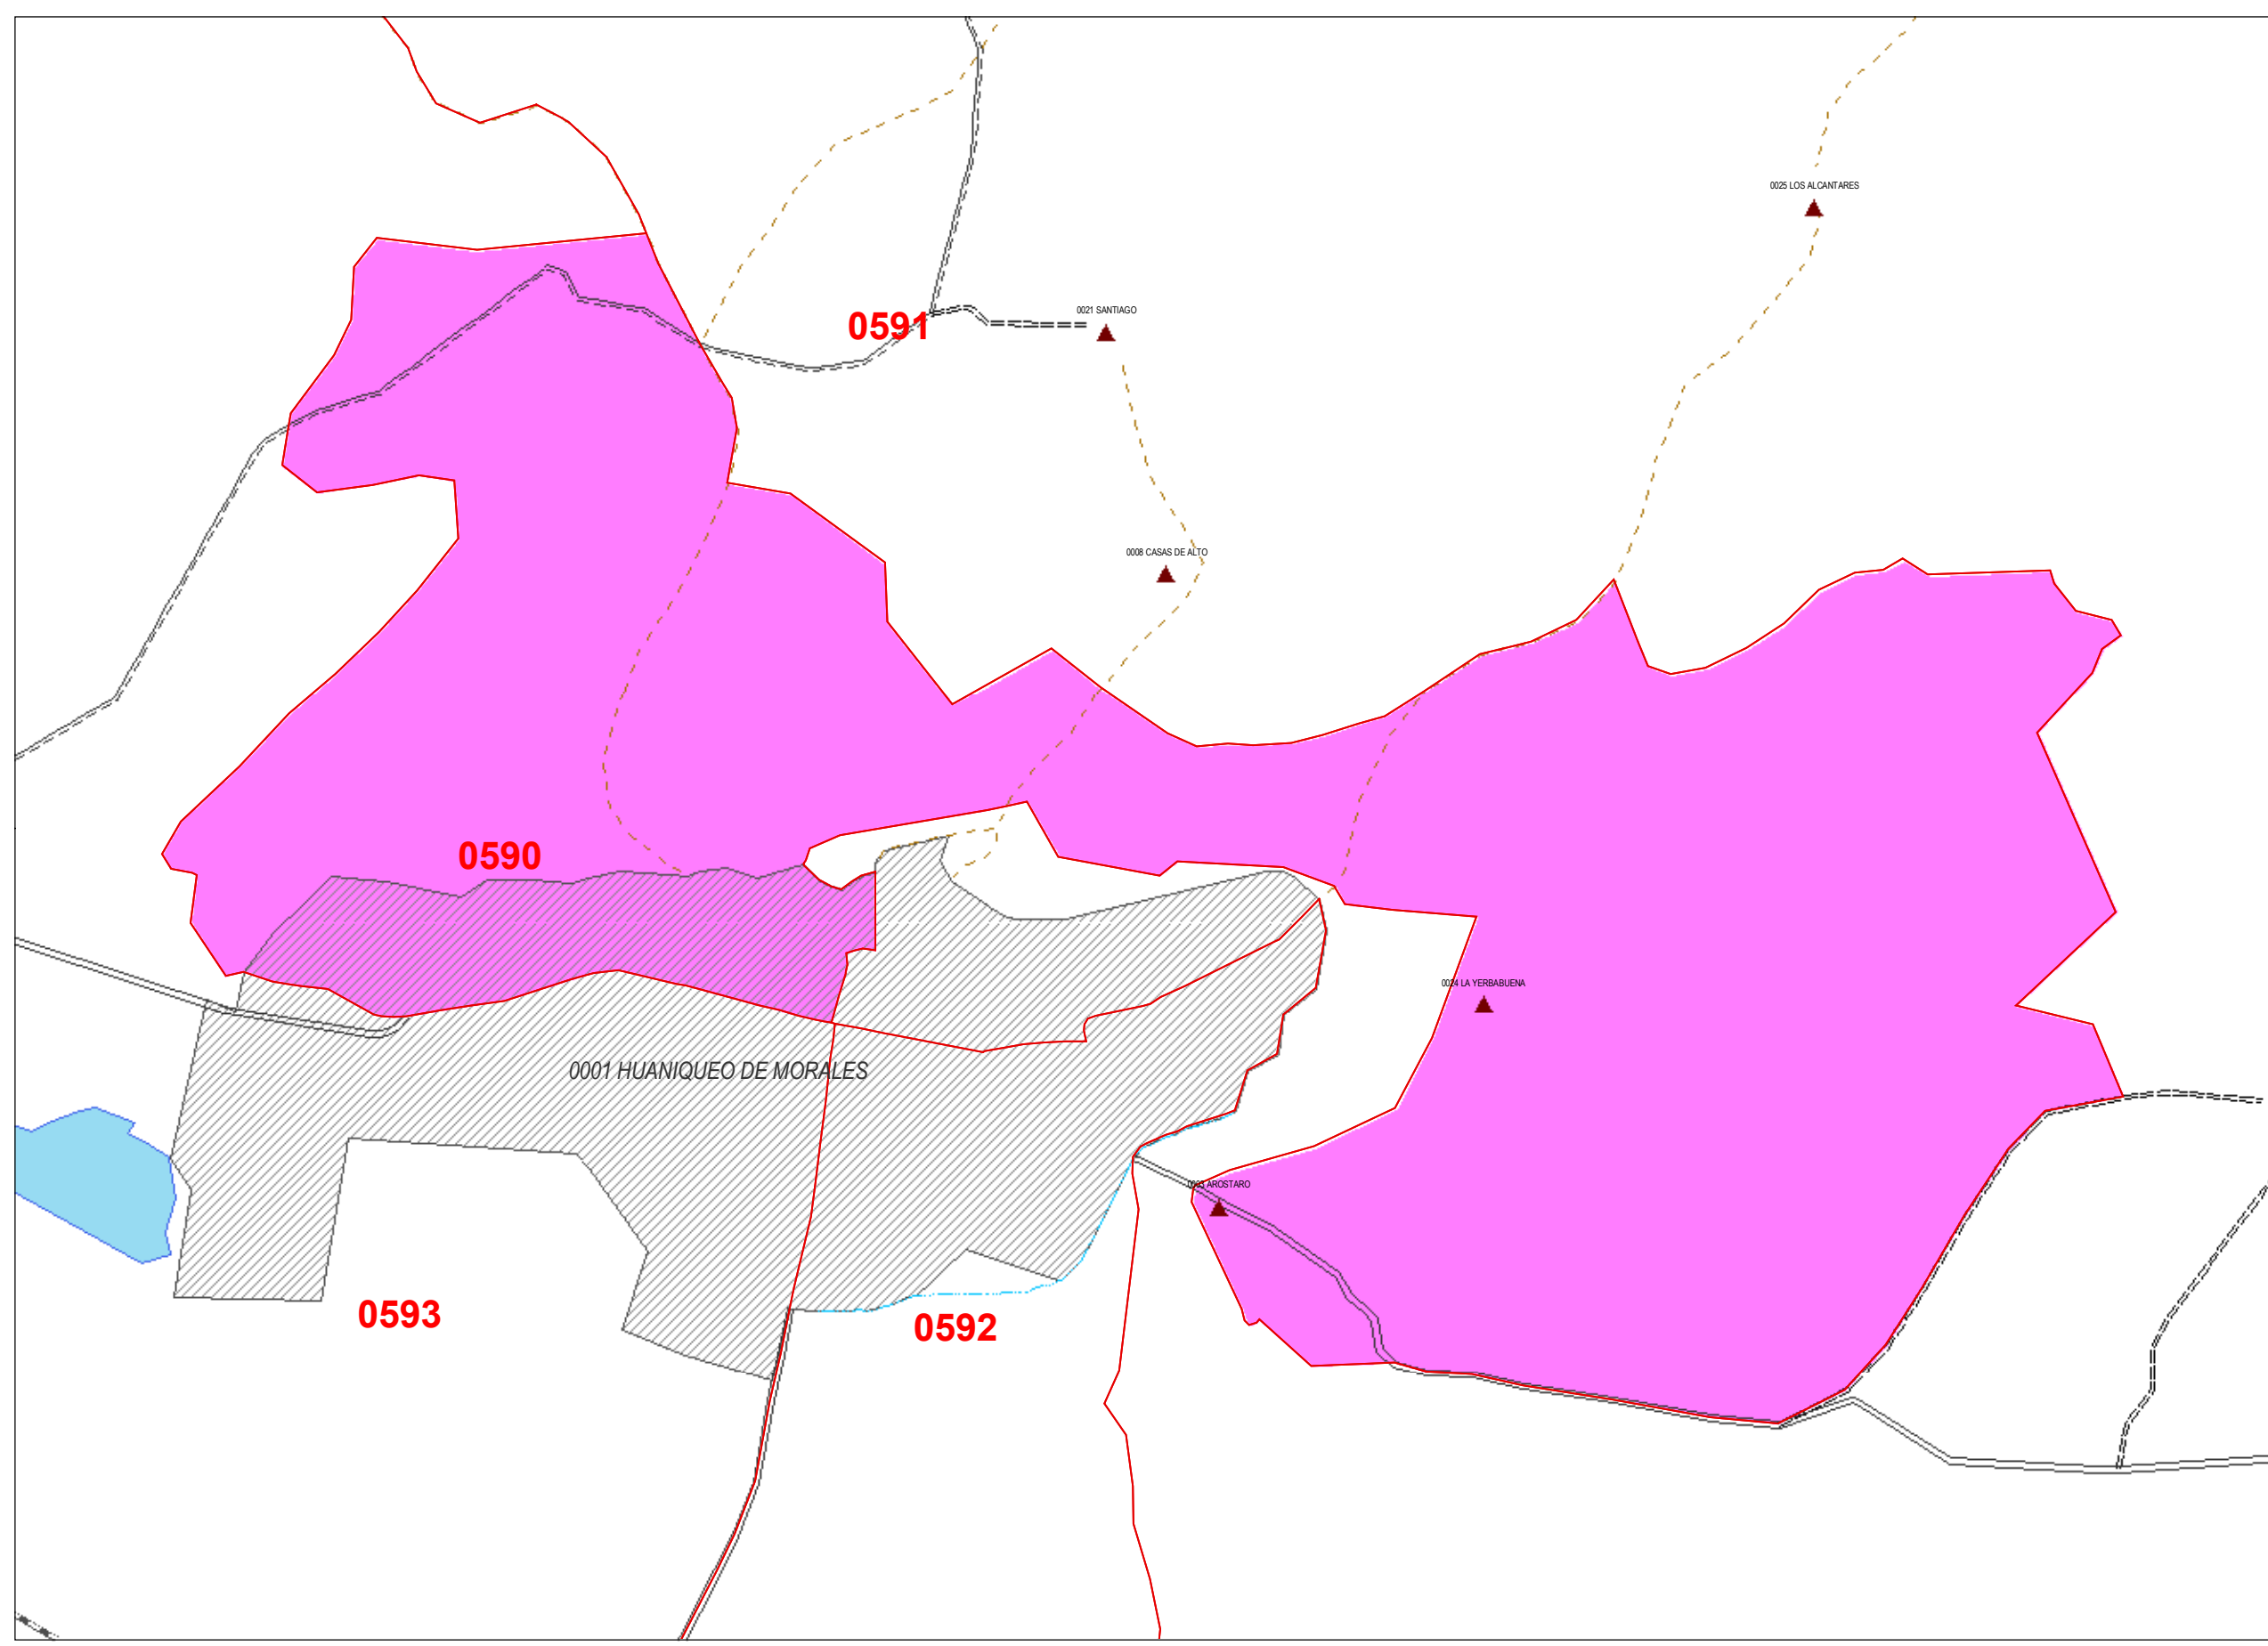 0025 LOS ALCANTARES
0021 SANTIAGO
0591
0008 CASAS DE ALTO
0590
0024 LA YERBABUENA
0001 HUANIQUEO DE MORALES
AROSTARO
0593
0592